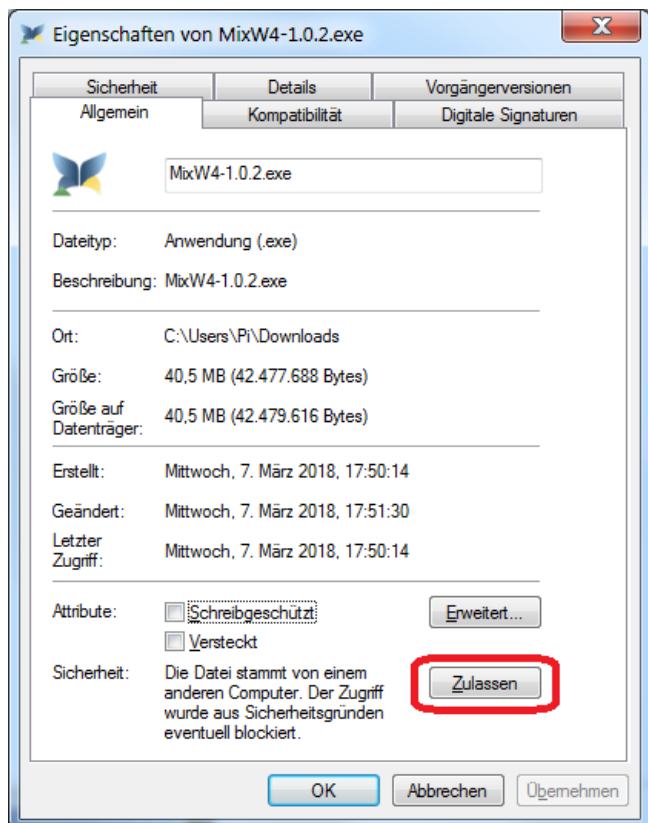 Eigenschaften von MixW4-1.0.2.exe
Sicherheit Details Vorgängerversionen
Allgemein Kompatibilität Digitale Signaturen
MixW4-1.0.2.exe
Dateityp: Anwendung (.exe)
Beschreibung: MixW4-1.0.2.exe
Ort: C:\Users\Pi\Downloads
Größe: 40,5 MB (42.477.688 Bytes)
Größe auf
Datenträger: 40,5 MB (42.479.616 Bytes)
Erstellt: Mittwoch, 7. März 2018, 17:50:14
Geändert: Mittwoch, 7. März 2018, 17:51:30
Letzter
Zugriff: Mittwoch, 7. März 2018, 17:50:14
Attribute: Schreibgeschützt Erweitert...
Versteckt
Sicherheit: Die Datei stammt von einem
anderen Computer. Der Zugriff
wurde aus Sicherheitsgründen
eventuell blockiert.
Zulassen
OK Abbrechen Übernehmen